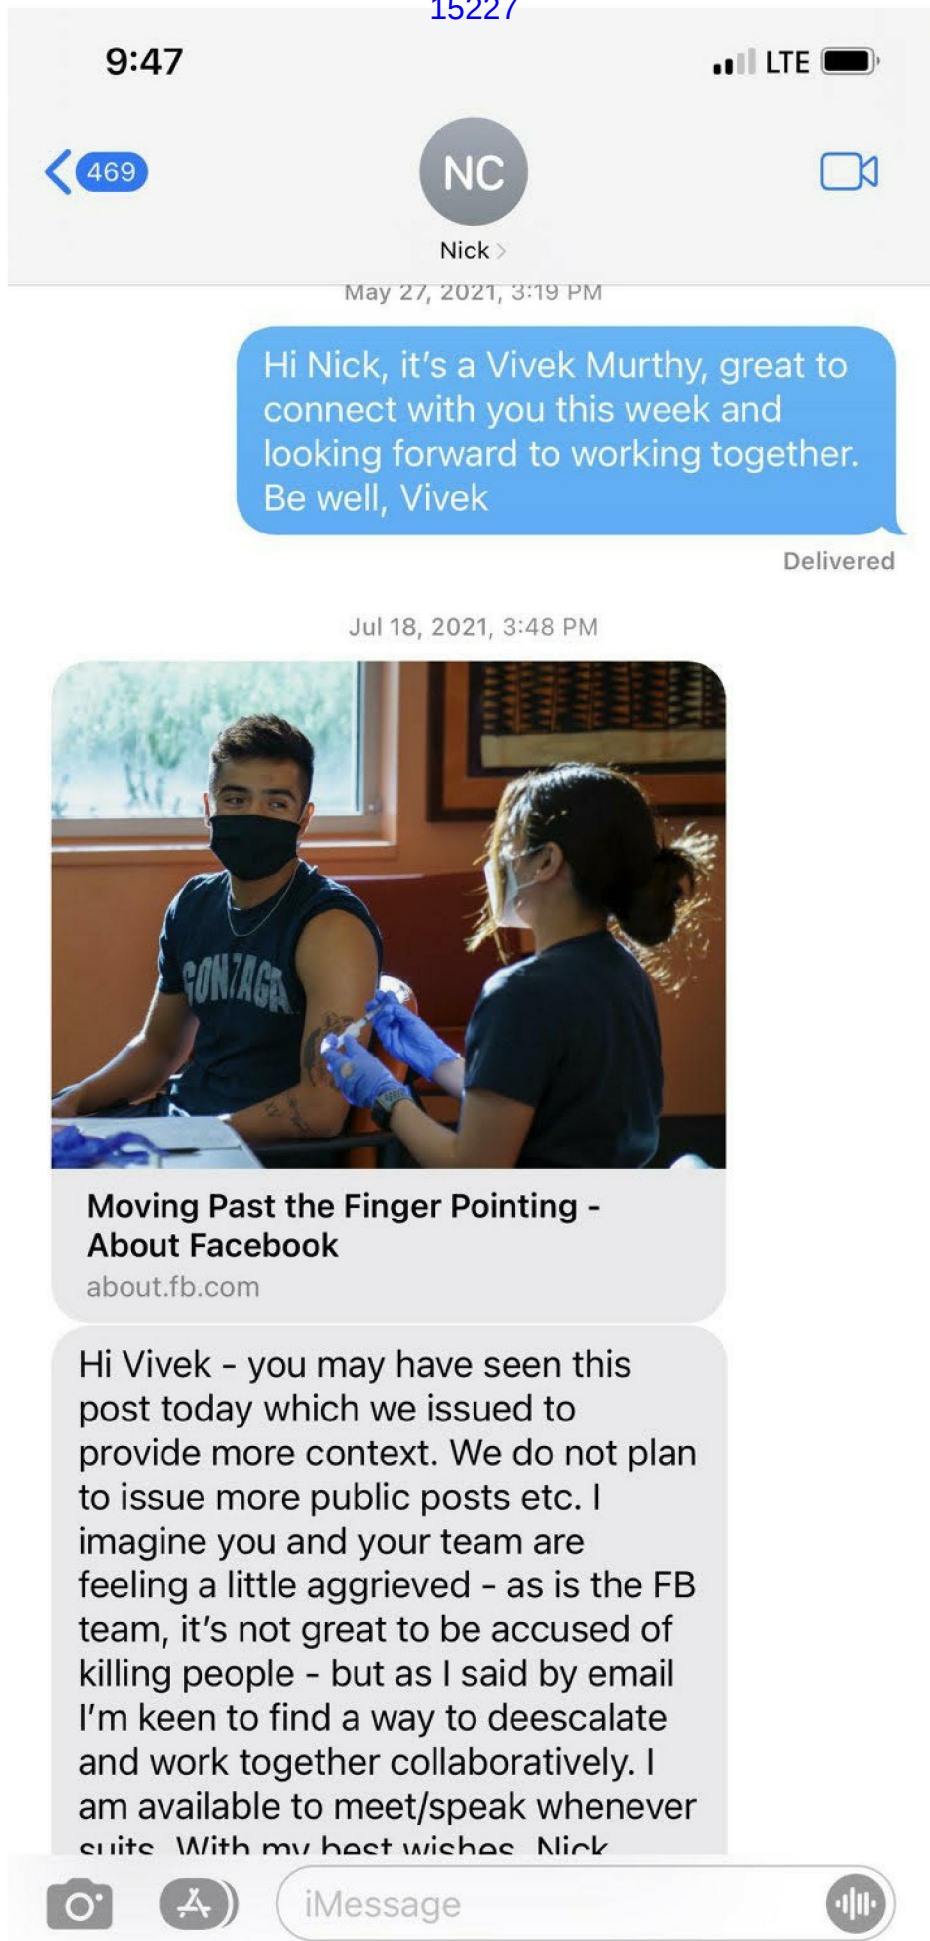 15227
9:47
LTE
469
NC
Nick
May 27, 2021, 3:19 PM
Hi Nick, it's a Vivek Murthy, great to
connect with you this week and
looking forward to working together.
Be well, Vivek
Delivered
Jul 18, 2021, 3:48 PM
GONZAGA
Moving Past the Finger Pointing -
About Facebook
about.fb.com
Hi Vivek - you may have seen this
post today which we issued to
provide more context. We do not plan
to issue more public posts etc. I
imagine you and your team are
feeling a little aggrieved - as is the FB
team, it's not great to be accused of
killing people - but as I said by email
I'm keen to find a way to deescalate
and work together collaboratively. I
am available to meet/speak whenever
suits. With my best wishes, Nick
iMessage